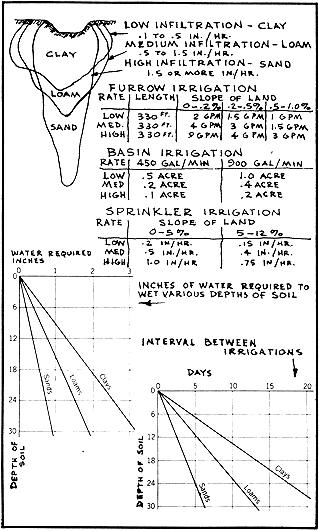 LOW INFILTRATION - CLAY
.1 TO .5 IN./HR.
MEDIUM INFILTRATION - LOAM
.5 TO 1.5 IN./HR.
HIGH INFILTRATION - SAND
1.5 OR MORE IN./HR.
CLAY
LOAM
SAND
FURROW IRRIGATION
RATE LENGTH SLOPE OF LAND
0-.2% .2-.5% .5-1.0%
LOW 330 FT. 2 GPM 1.5 GPM 1 GPM
MED. 330 FT. 4 GPM 3 GPM 1.5 GPM
HIGH 330 FT. 9 GPM 4 GPM 3 GPM
BASIN IRRIGATION
RATE 450 GAL/MIN 900 GAL/MIN
LOW .5 ACRE 1.0 ACRE
MED .2 ACRE .4 ACRE
HIGH .1 ACRE .2 ACRE
SPRINKLER IRRIGATION
RATE SLOPE OF LAND
0-5% 5-12%
LOW .2 IN/HR. .15 IN/HR.
MED .5 IN/HR. .4 IN./HR.
HIGH 1.0 IN/HR .75 IN/HR.
WATER REQUIRED
INCHES
0 1 2 3
0
6
12
18
24
30
Sands
Loams
Clays
DEPTH OF
SOIL
INCHES OF WATER REQUIRED TO
WET VARIOUS DEPTHS OF SOIL
INTERVAL BETWEEN
IRRIGATIONS
DAYS
0 5 10 15 20
0
6
12
18
24
30
Sands
Loams
Clays
DEPTH OF SOIL